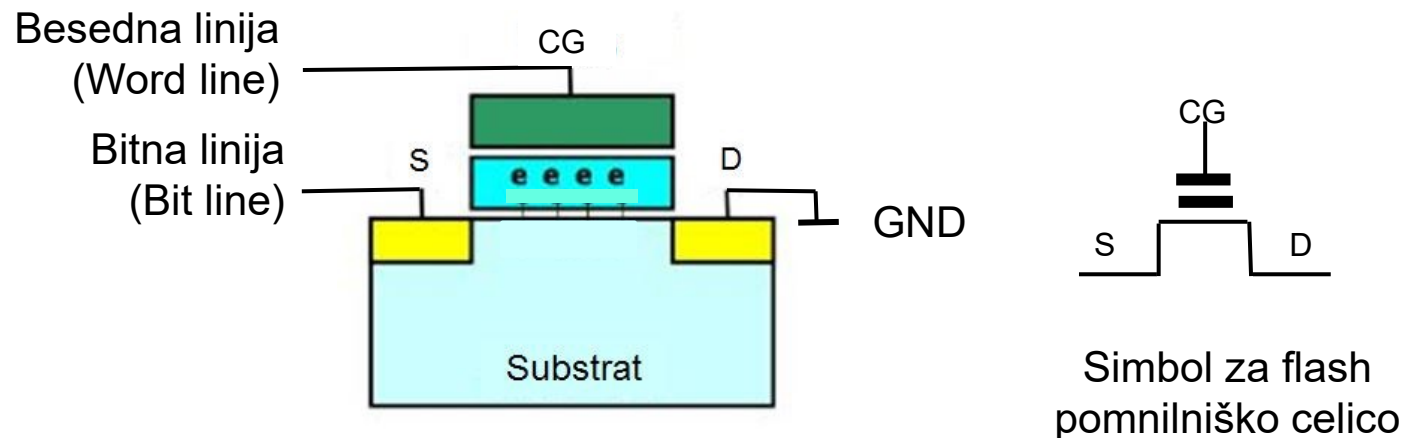 Besedna linija
(Word line)
CG
Bitna linija
(Bit line)
S
e e e e
D
GND
Substrat
CG
S
D
Simbol za flash
pomnilniško celico